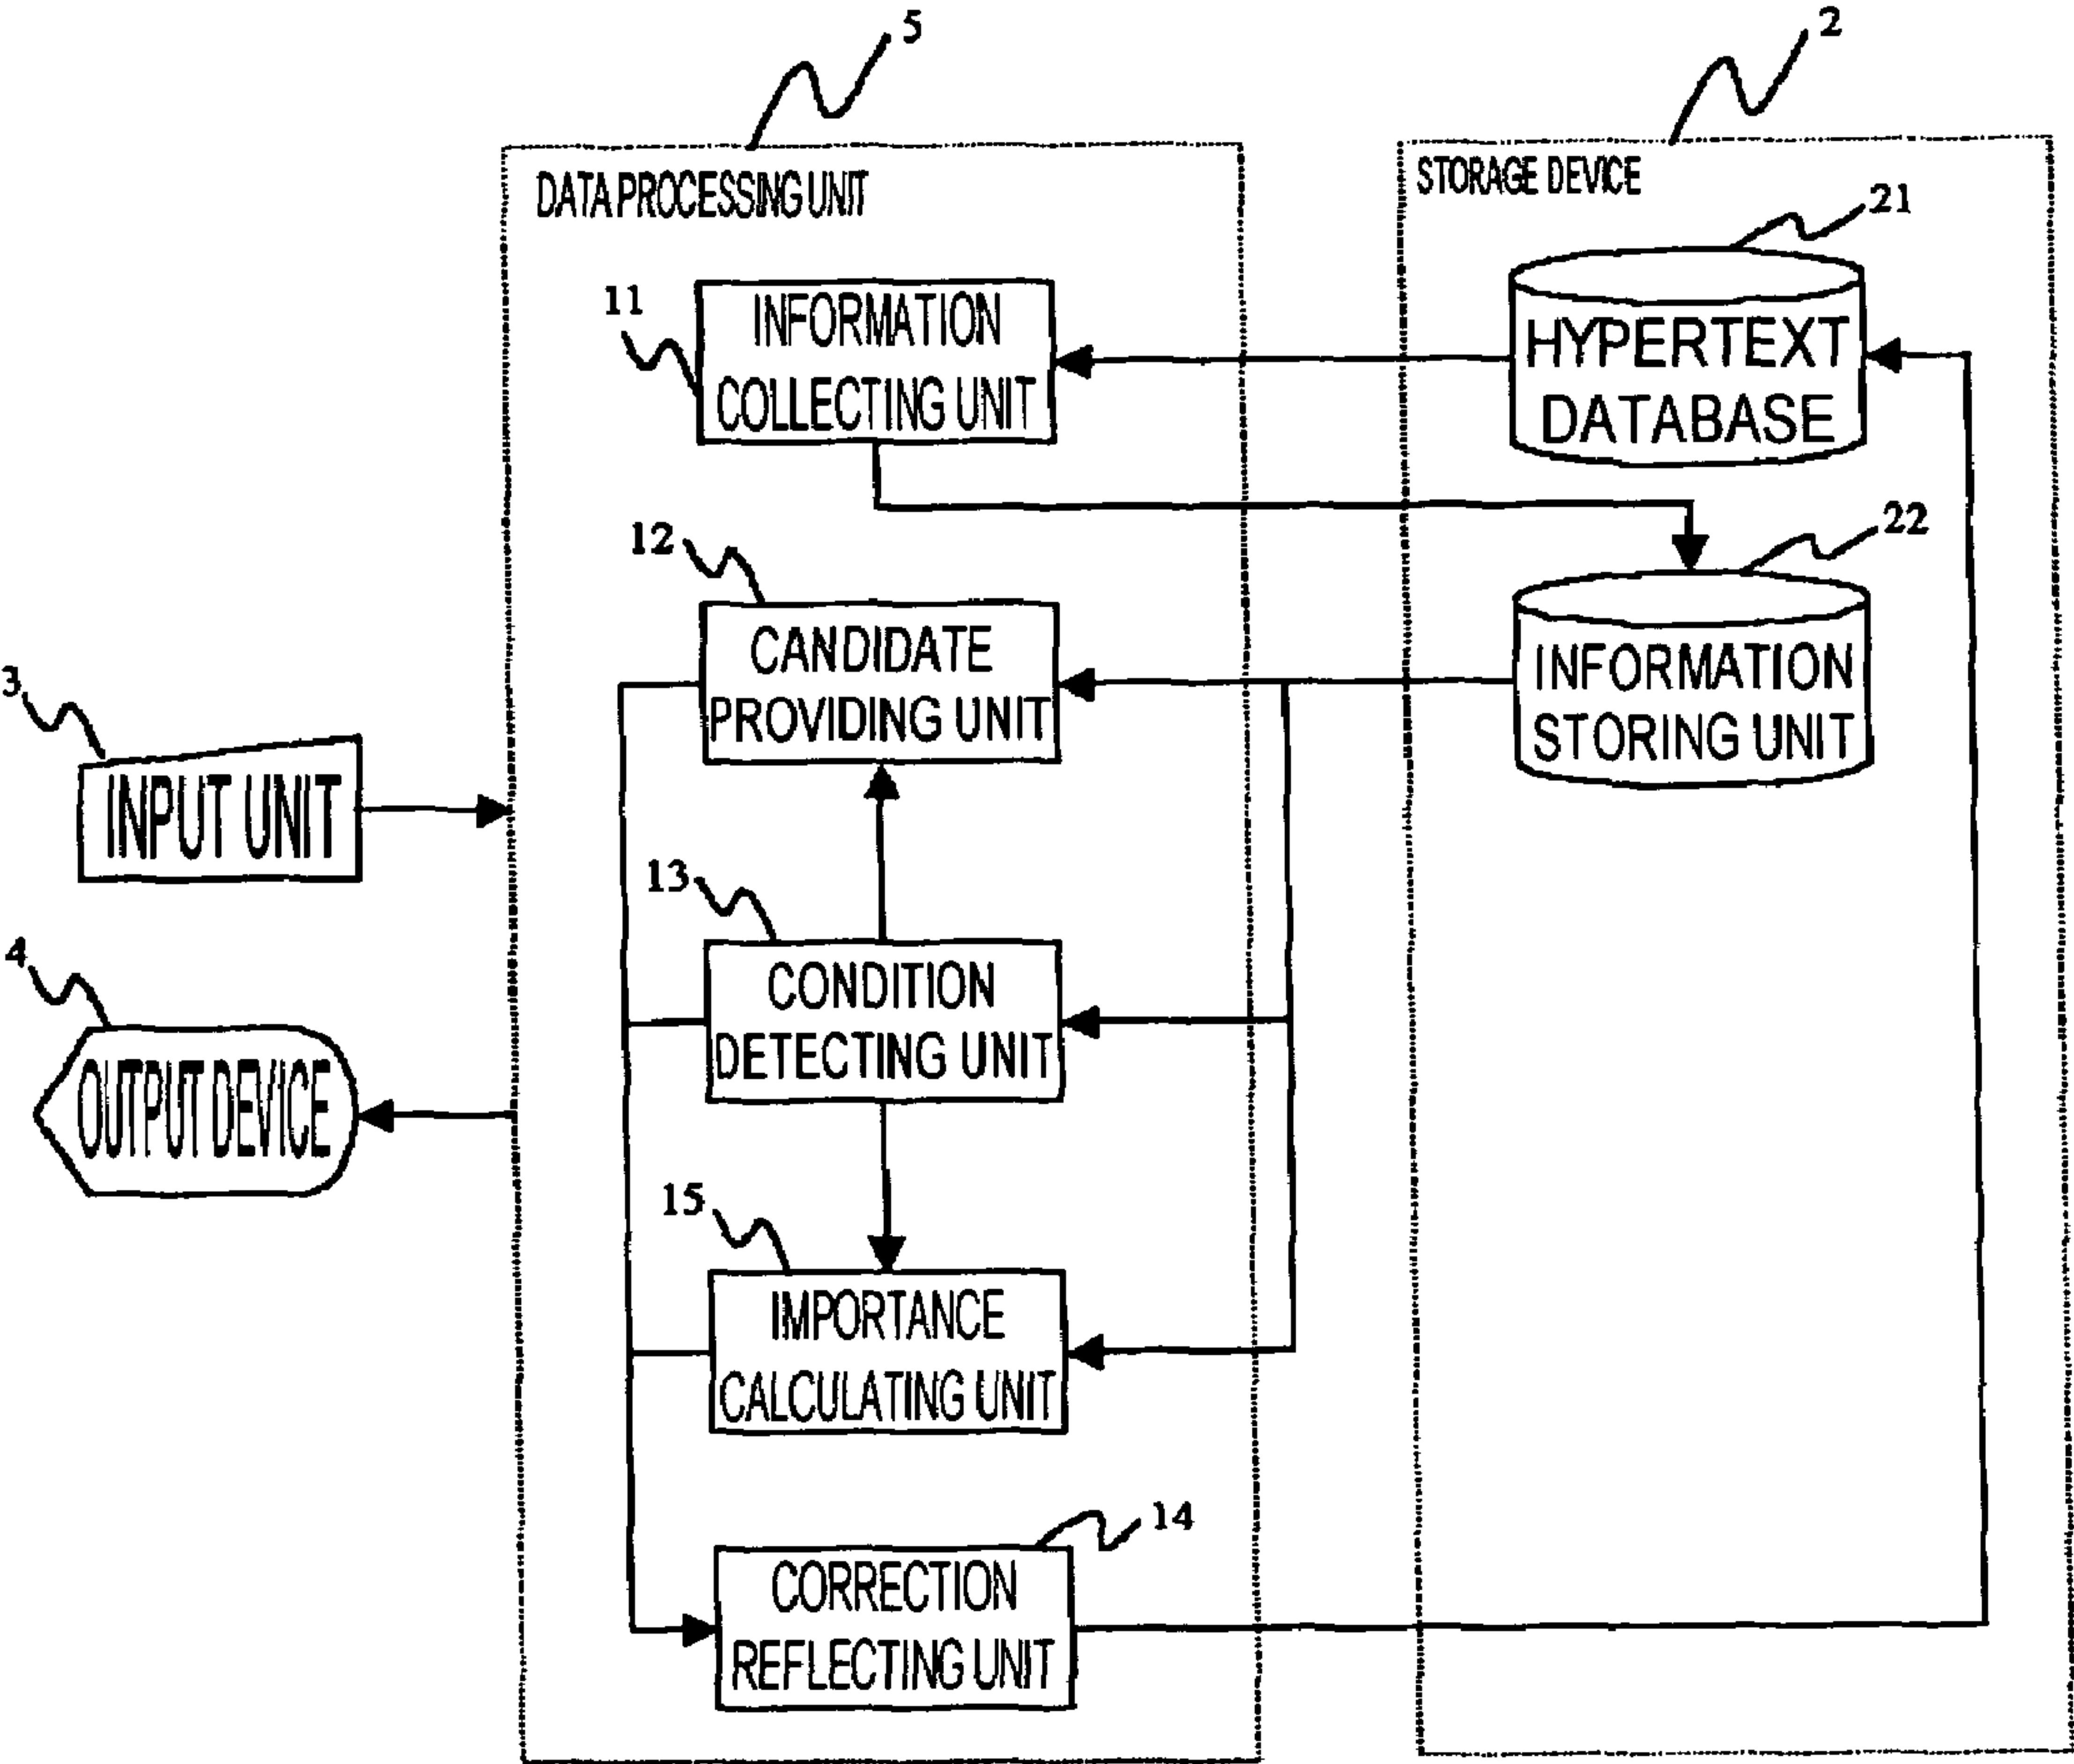 5
2
DATA PROCESSING UNIT
STORAGE DEVICE
21
11
INFORMATION
COLLECTING UNIT
HYPERTEXT
DATABASE
12
22
CANDIDATE
PROVIDING UNIT
INFORMATION
STORING UNIT
3
INPUT UNIT
13
CONDITION
DETECTING UNIT
4
OUTPUT DEVICE
15
IMPORTANCE
CALCULATING UNIT
14
CORRECTION
REFLECTING UNIT